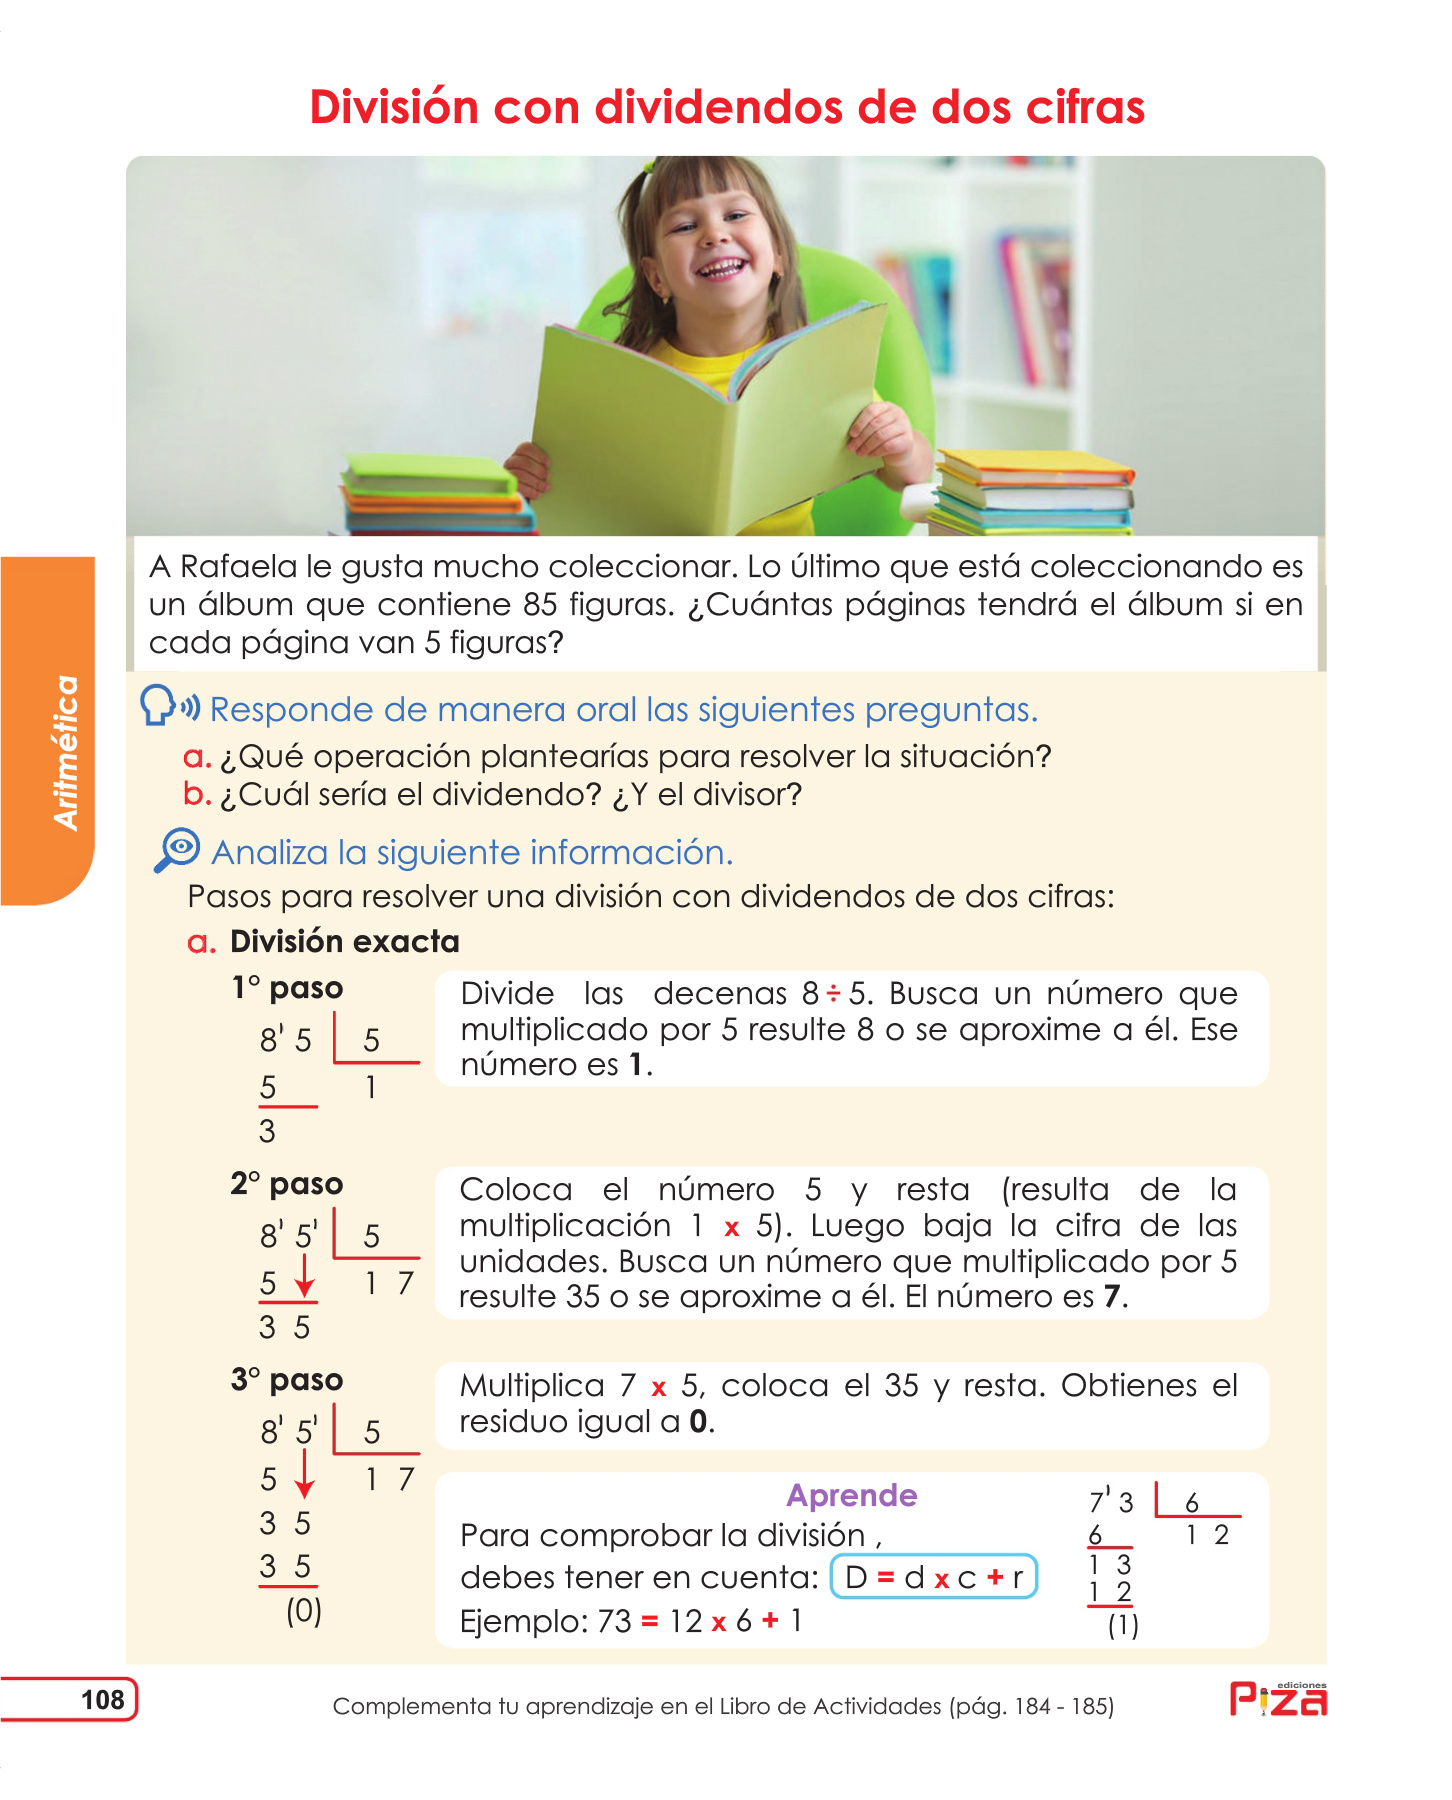 División con dividendos de dos cifras
A Rafaela le gusta mucho coleccionar. Lo último que está coleccionando es
un álbum que contiene 85 figuras. ¿Cuántas páginas tendrá el álbum si en
cada página van 5 figuras?
Responde de manera oral las siguientes preguntas.
a. ¿Qué operación plantearías para resolver la situación?
b. ¿Cuál sería el dividendo? ¿Y el divisor?
Aritmética
Analiza la siguiente información.
Pasos para resolver una división con dividendos de dos cifras:
a. División exacta
1° paso
8' 5 5
5 1
3
Divide las decenas 8 ÷ 5. Busca un número que
multiplicado por 5 resulte 8 o se aproxime a él. Ese
número es 1.
2° paso
8' 5' 5
5 1 7
3 5
Coloca el número 5 y resta (resulta de la
multiplicación 1 x 5). Luego baja la cifra de las
unidades. Busca un número que multiplicado por 5
resulte 35 o se aproxime a él. El número es 7.
3° paso
8' 5' 5
5 1 7
3 5
3 5
(0)
Multiplica 7 x 5, coloca el 35 y resta. Obtienes el
residuo igual a 0.
Aprende
Para comprobar la división ,
debes tener en cuenta: D = d x c + r
Ejemplo: 73 = 12 x 6 + 1
7' 3 6
6 1 2
1 3
1 2
(1)
108
Complementa tu aprendizaje en el Libro de Actividades (pág. 184 - 185)
ediciones
Piza